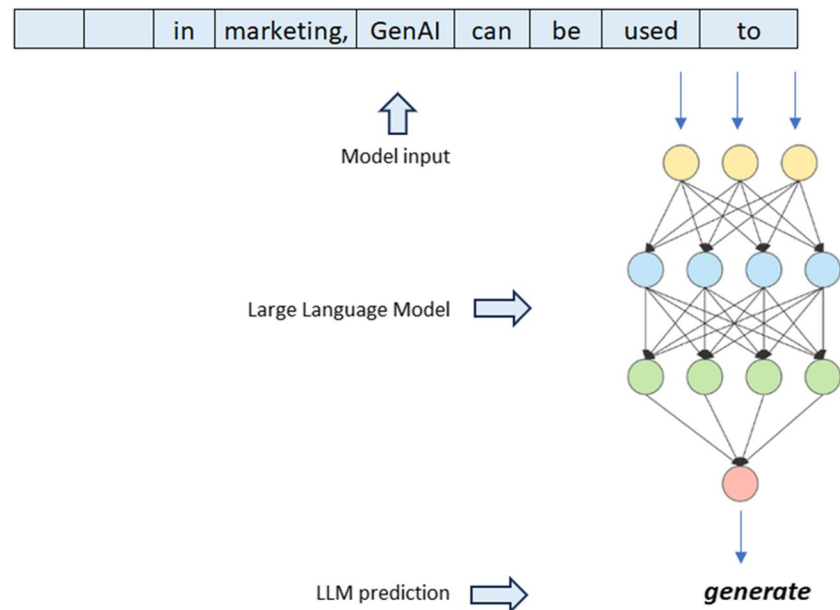 in marketing, GenAI can be used to
Model input
Large Language Model
LLM prediction generate